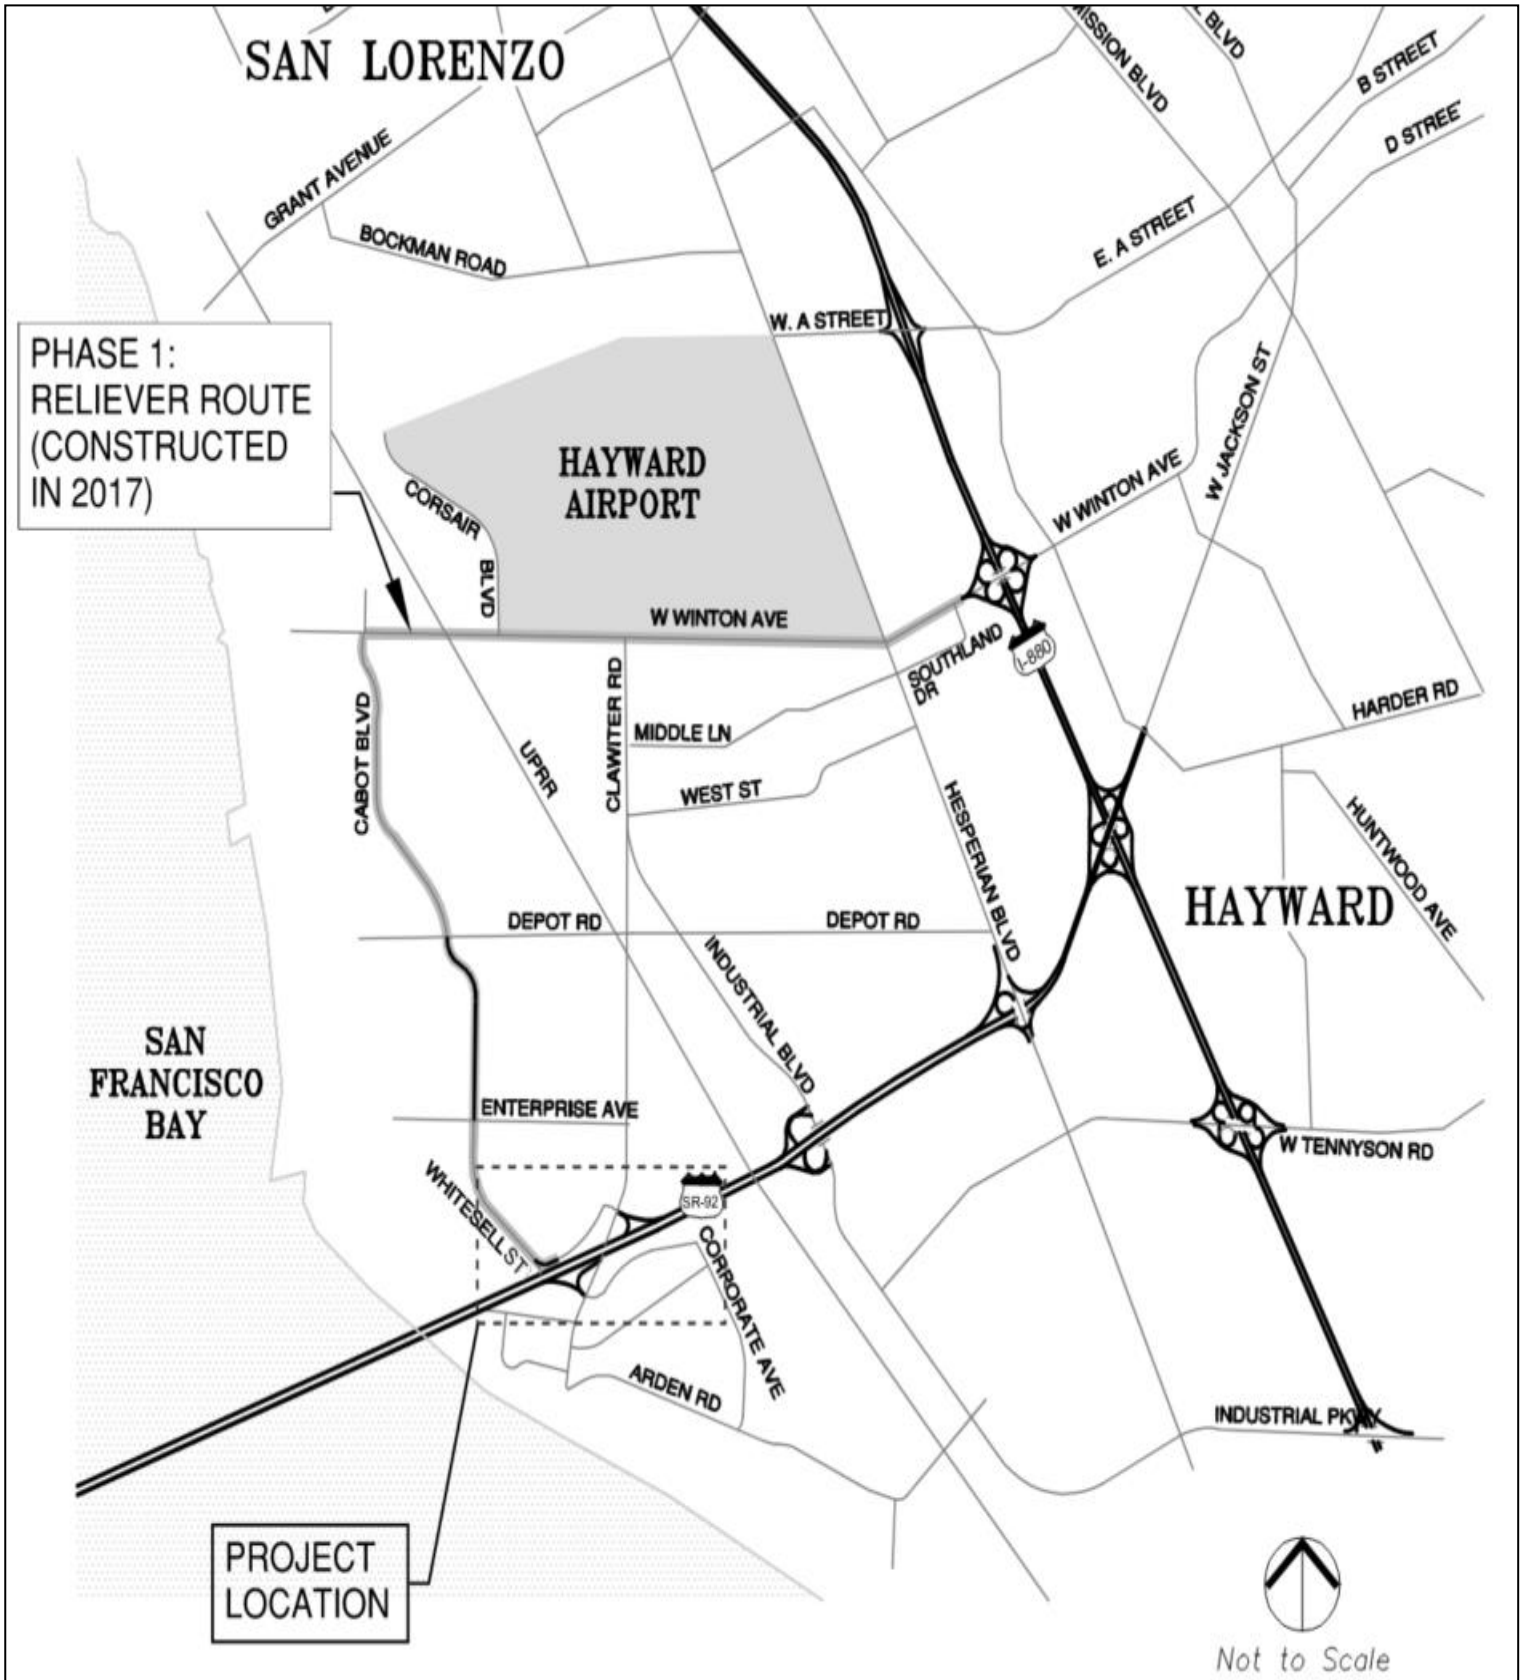 SAN LORENZO
MISSION BLVD
BLVD
B STREET
D STREE
GRANT AVENUE
BOCKMAN ROAD
E. A STREET
W. A STREET
PHASE 1:
RELIEVER ROUTE
(CONSTRUCTED
IN 2017)
HAYWARD
AIRPORT
CORSAIR
BLVD
W JACKSON ST
W WINTON AVE
W WINTON AVE
I-880
SOUTHLAND
DR
CABOT BLVD
CLAWITER RD
UPRR
MIDDLE LN
WEST ST
HARDER RD
HESPERIAN BLVD
HUNTWOOD AVE
HAYWARD
DEPOT RD
DEPOT RD
INDUSTRIAL BLVD
SAN
FRANCISCO
BAY
ENTERPRISE AVE
W TENNYSON RD
WHITESELL ST
SR-92
CORRORATE AVE
ARDEN RD
INDUSTRIAL PKWY
PROJECT
LOCATION
Not to Scale